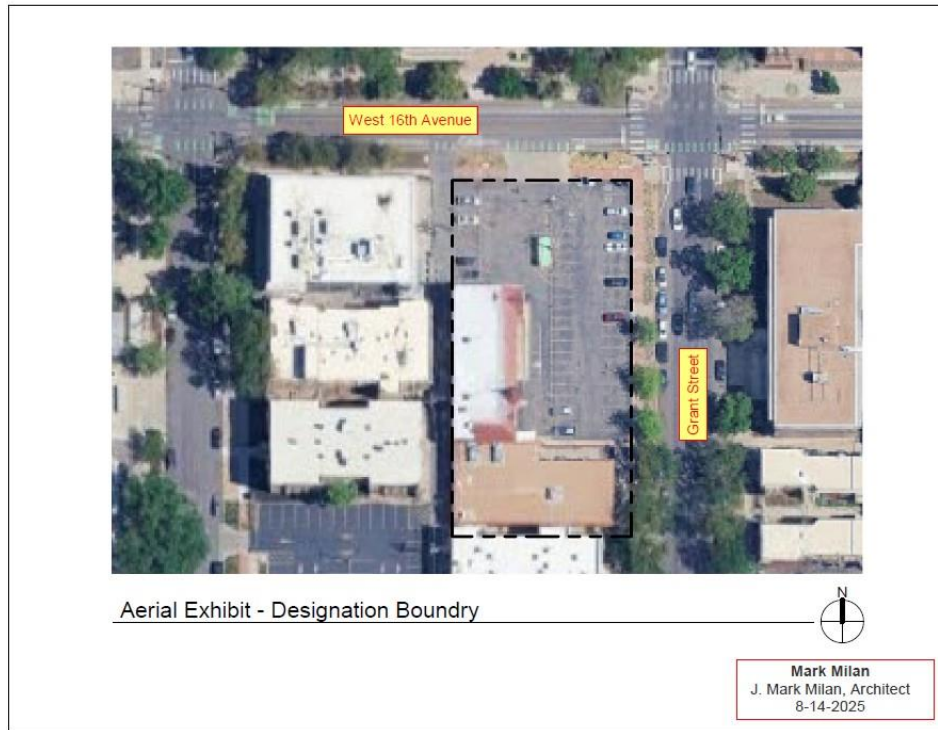 West 16th Avenue
Grant Street
Aerial Exhibit - Designation Boundry
N
Mark Milan
J. Mark Milan, Architect
8-14-2025